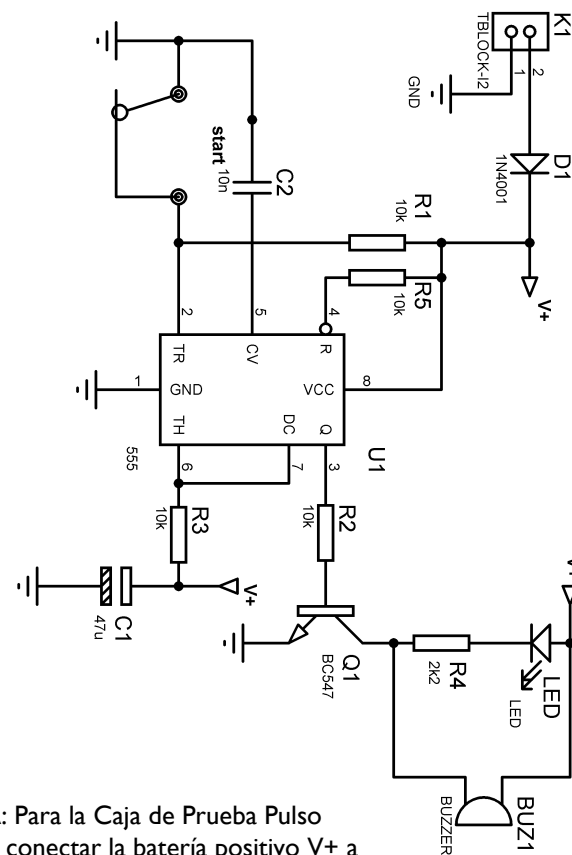 K1
TBLOCK-I2
1
2
GND
D1
1N4001
V+
C2
10n
start
R1
10k
R5
10k
2
5
4
TR
CV
R
1
GND
VCC
8
TH
DC
Q
U1
555
6
7
3
R3
10k
R2
10k
V+
C1
47u
Q1
BC547
R4
2k2
LED
LED
BUZ1
BUZZER
: Para la Caja de Prueba Pulso
conectar la batería positivo V+ a